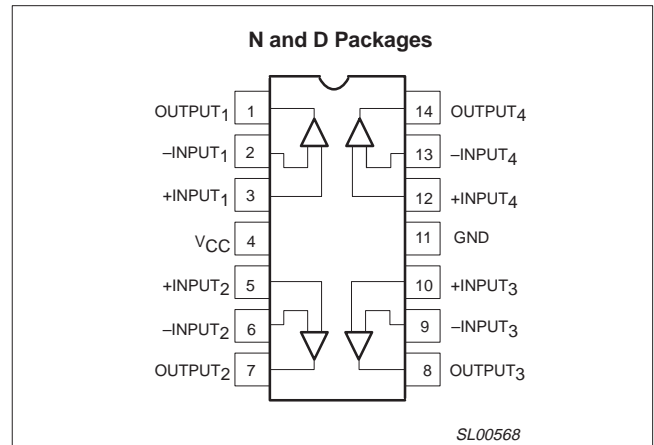 N and D Packages
OUTPUT1 1 14 OUTPUT4
–INPUT1 2 13 –INPUT4
+INPUT1 3 12 +INPUT4
VCC 4 11 GND
+INPUT2 5 10 +INPUT3
–INPUT2 6 9 –INPUT3
OUTPUT2 7 8 OUTPUT3
SL00568